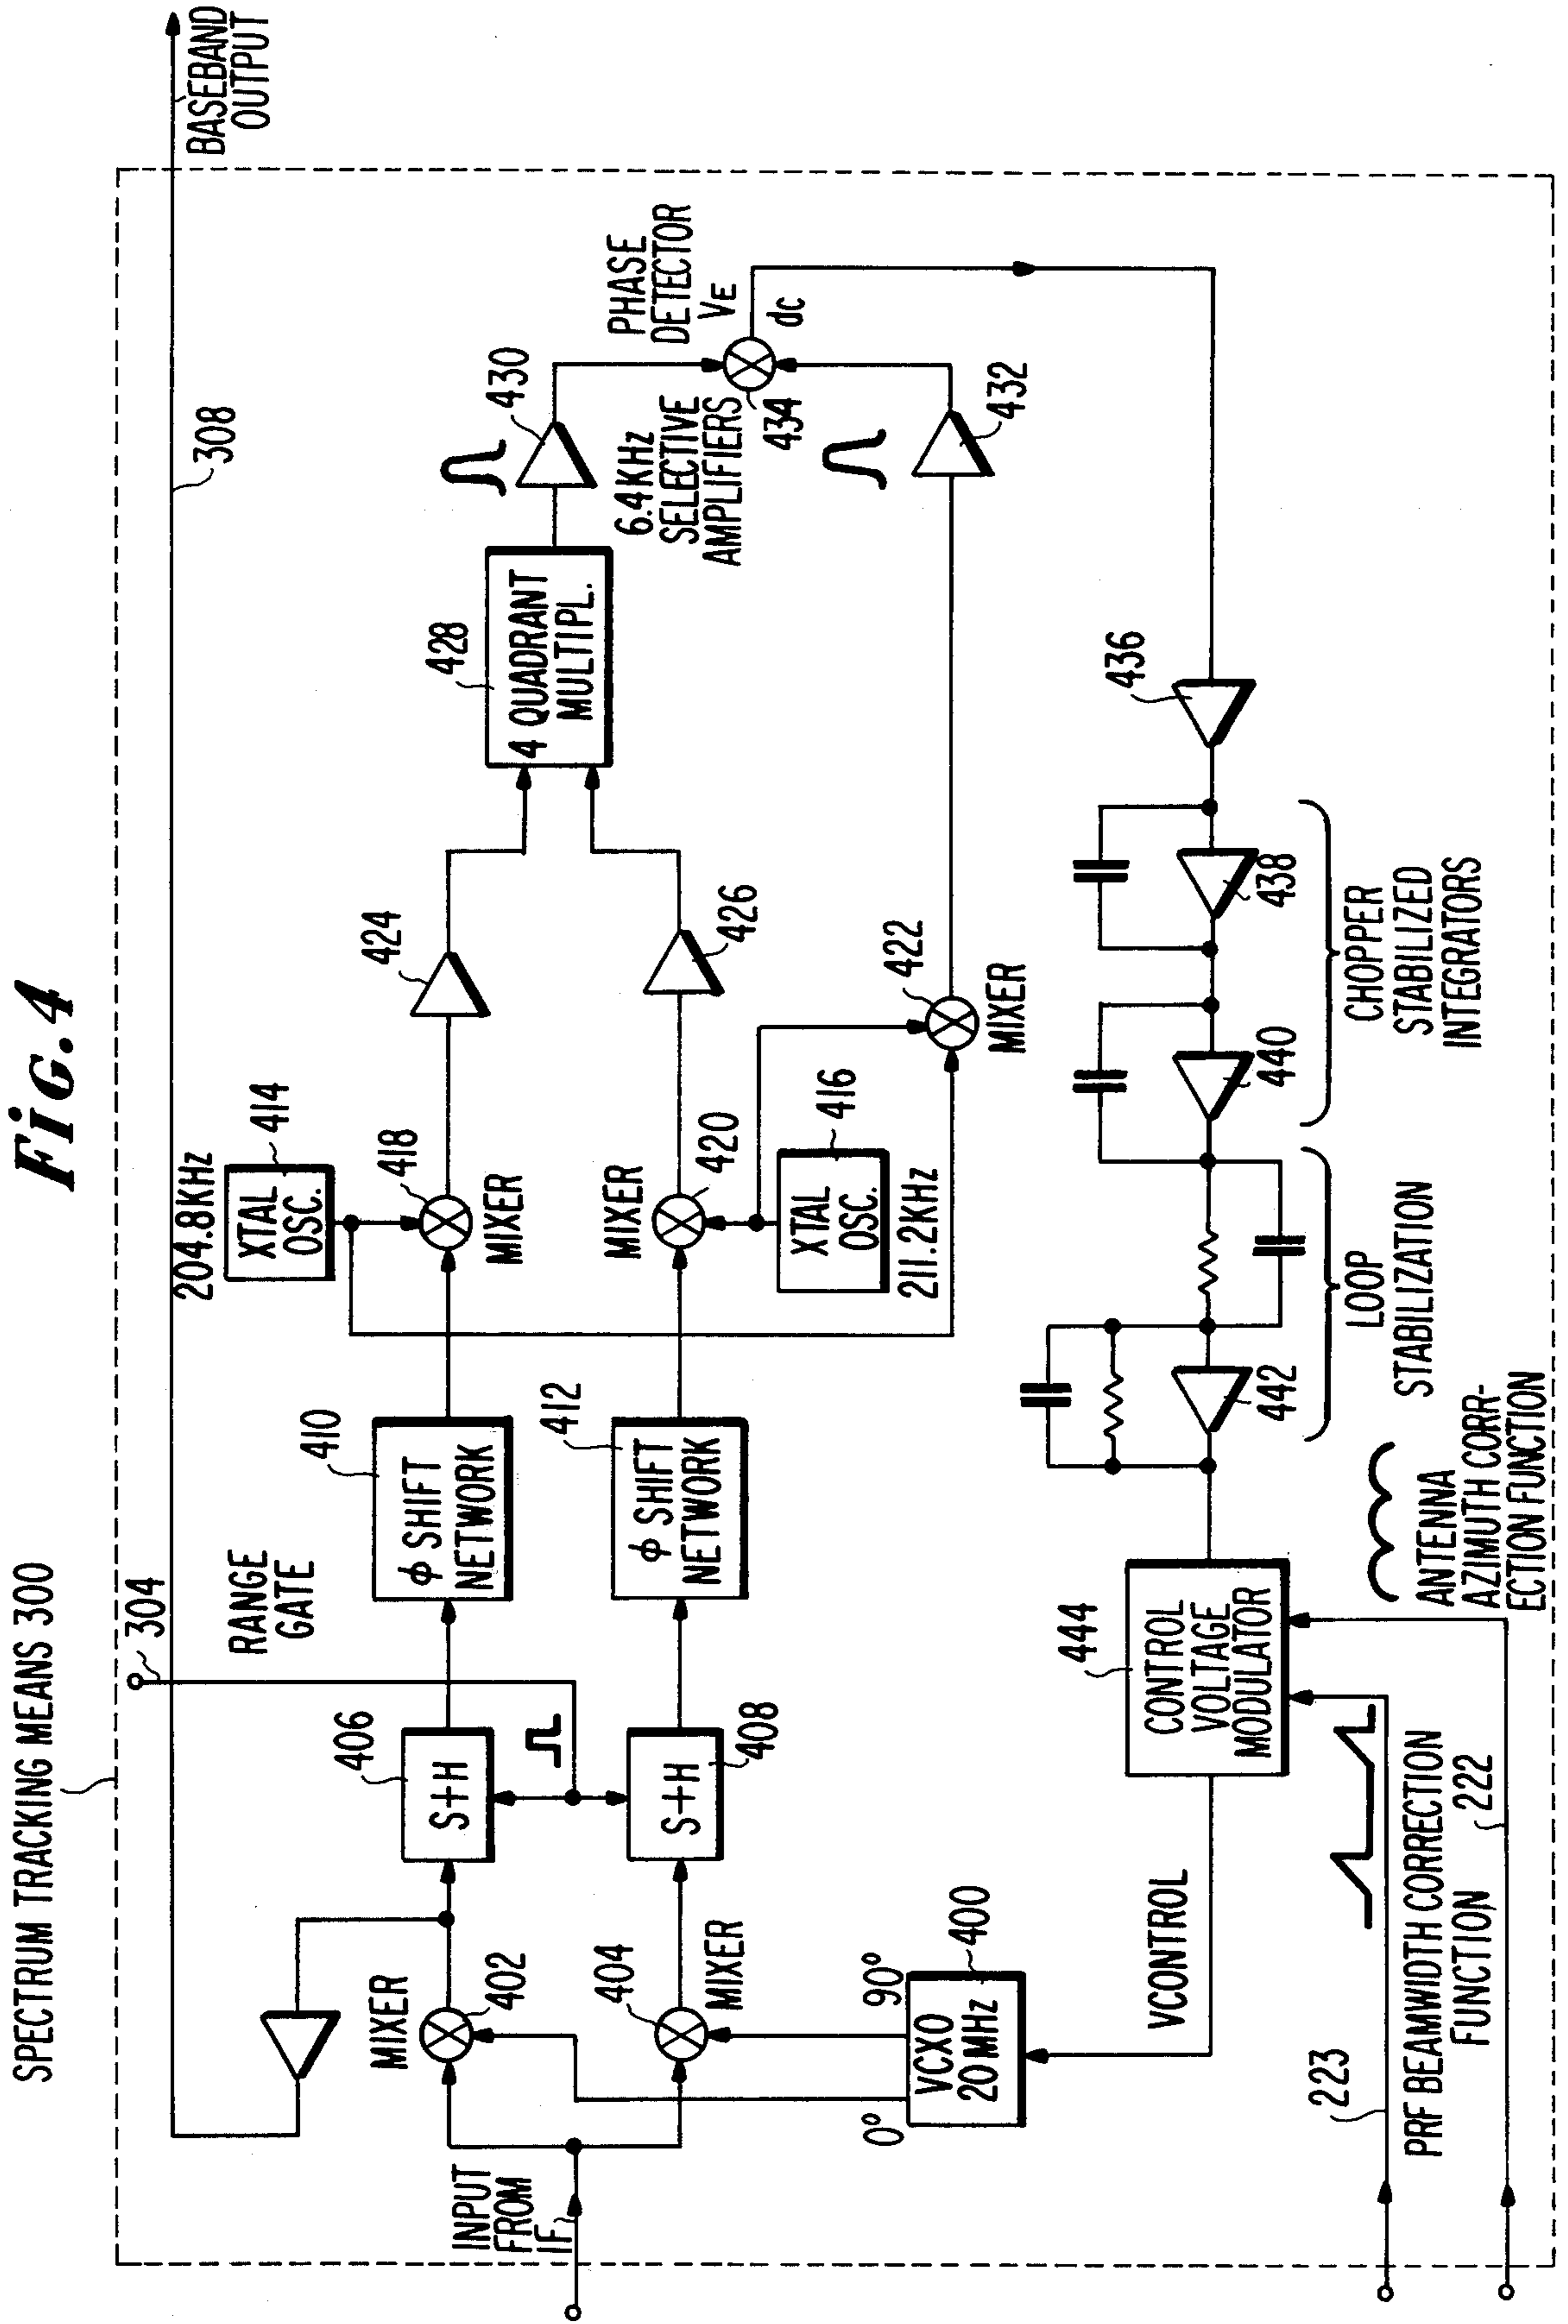 Fig. 4
SPECTRUM TRACKING MEANS 300
304
308
BASEBAND
OUTPUT
RANGE
GATE
204.8KHz
414
XTAL
OSC.
MIXER
402
406
S+H
410
ϕ SHIFT
NETWORK
418
MIXER
424
428
4 QUADRANT
MULTIPL.
430
6.4KHz
SELECTIVE
AMPLIFIERS
PHASE
DETECTOR
VE
dc
434
INPUT
FROM
IF
404
MIXER
408
S+H
412
ϕ SHIFT
NETWORK
MIXER
420
426
XTAL
OSC.
416
211.2KHz
422
MIXER
432
0°
90°
400
VCXO
20 MHz
VCONTROL
444
CONTROL
VOLTAGE
MODULATOR
442
440
438
436
LOOP
STABILIZATION
CHOPPER
STABILIZED
INTEGRATORS
223
PRF BEAMWIDTH CORRECTION
FUNCTION
222
ANTENNA
AZIMUTH CORR-
ECTION FUNCTION